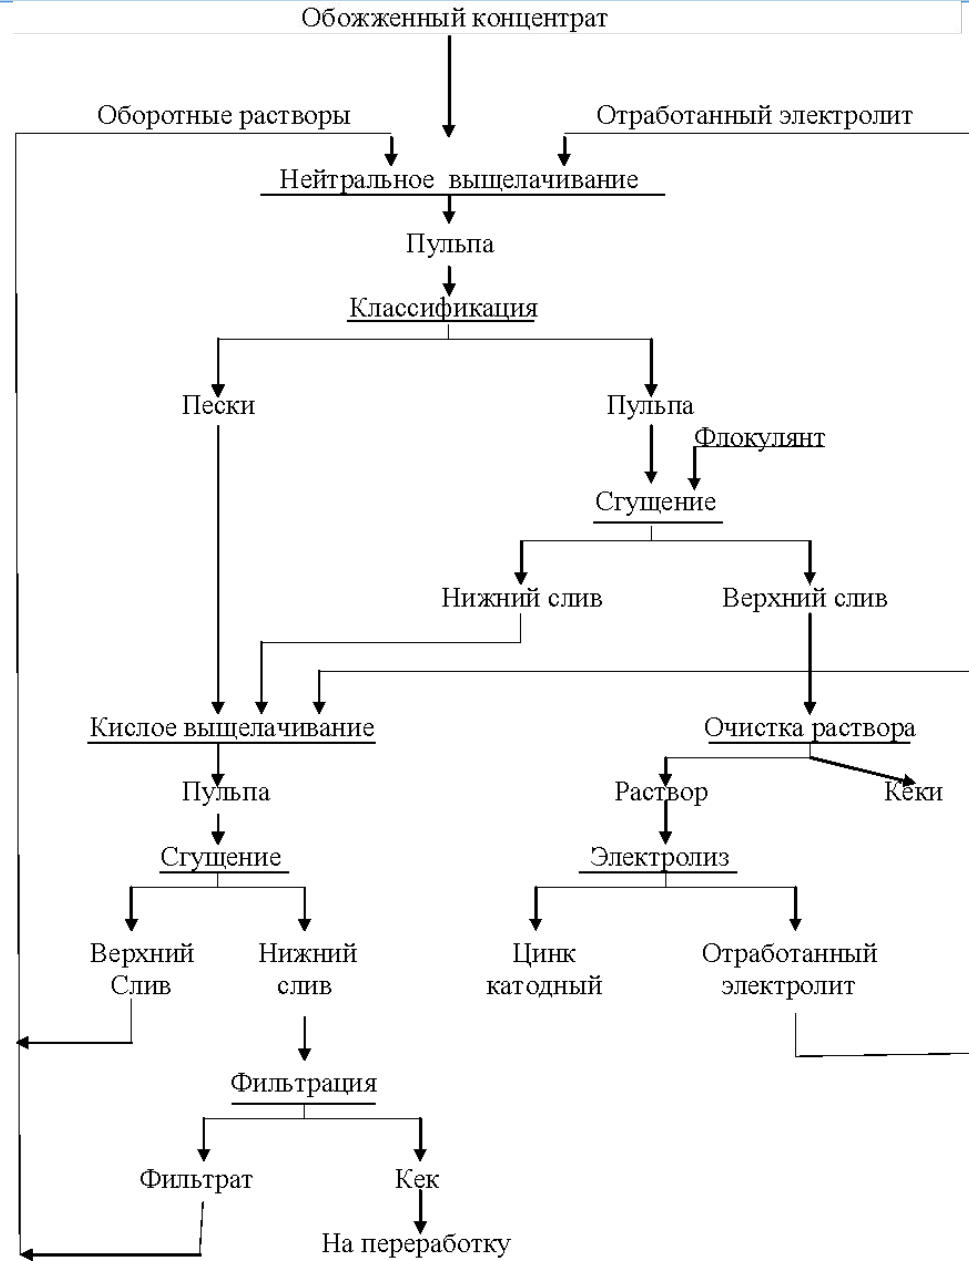 Обожженный концентрат
Оборотные растворы
Отработанный электролит
Нейтральное выщелачивание
Пульпа
Классификация
Пески
Пульпа
Флокулянт
Сгущение
Нижний слив
Верхний слив
Кислое выщелачивание
Очистка раствора
Пульпа
Раствор
Кеки
Сгущение
Электролиз
Верхний
Слив
Нижний
слив
Цинк
катодный
Отработанный
электролит
Фильтрация
Фильтрат
Кек
На переработку